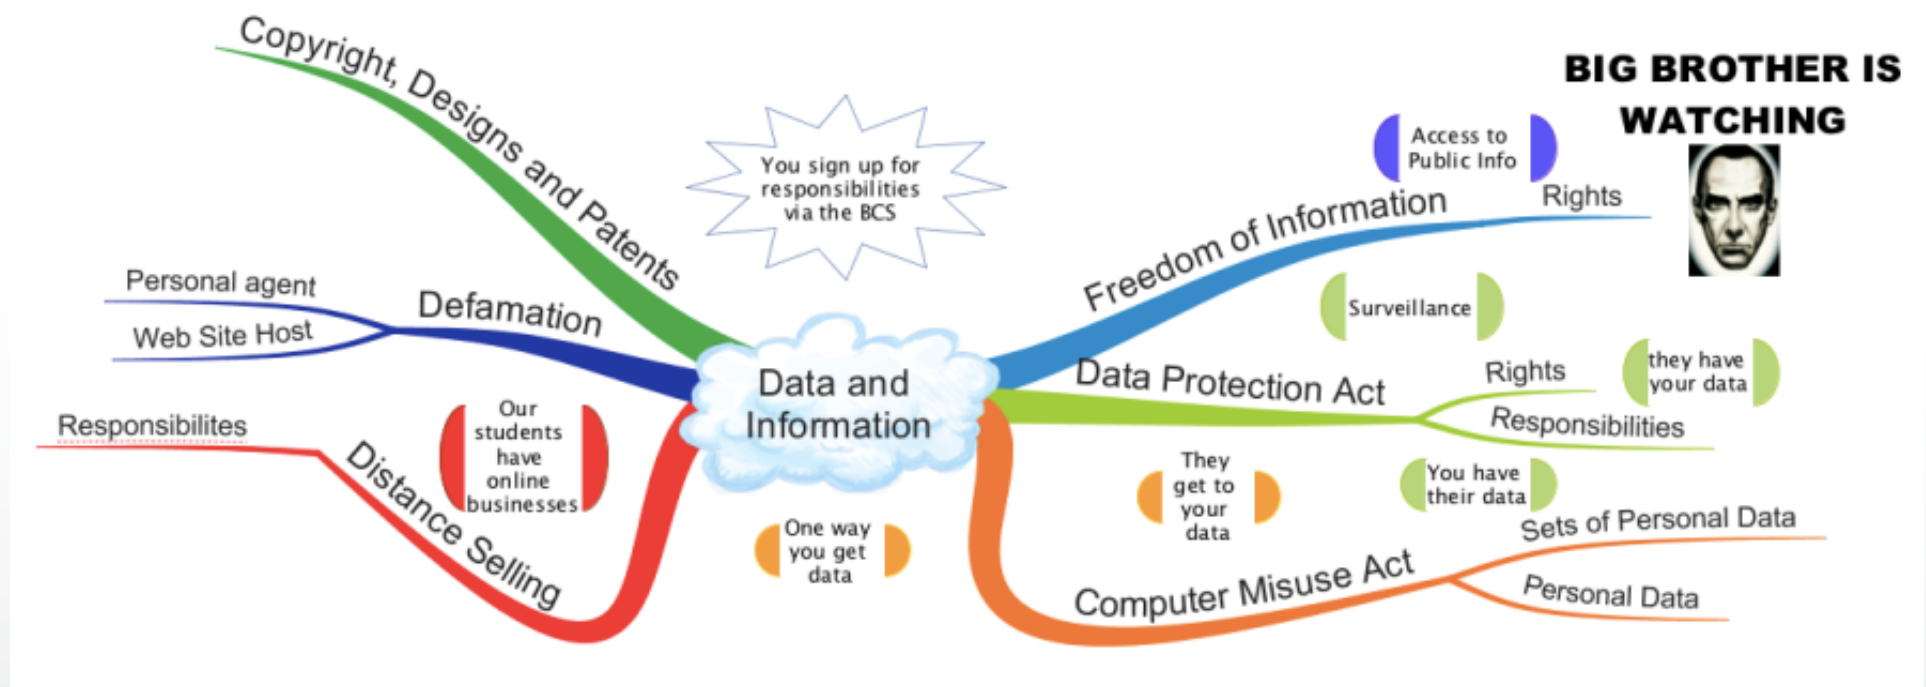 Copyright, Designs and Patents
You sign up for
responsibilities
via the BCS
BIG BROTHER IS
WATCHING
Access to
Public Info
Freedom of Information
Rights
Personal agent
Web Site Host
Defamation
Surveillance
Data and
Information
Data Protection Act
Rights
Responsibilities
they have
your data
You have
their data
Responsibilites
Distance Selling
Our
students
have
online
businesses
One way
you get
data
They
get to
your
data
Computer Misuse Act
Sets of Personal Data
Personal Data